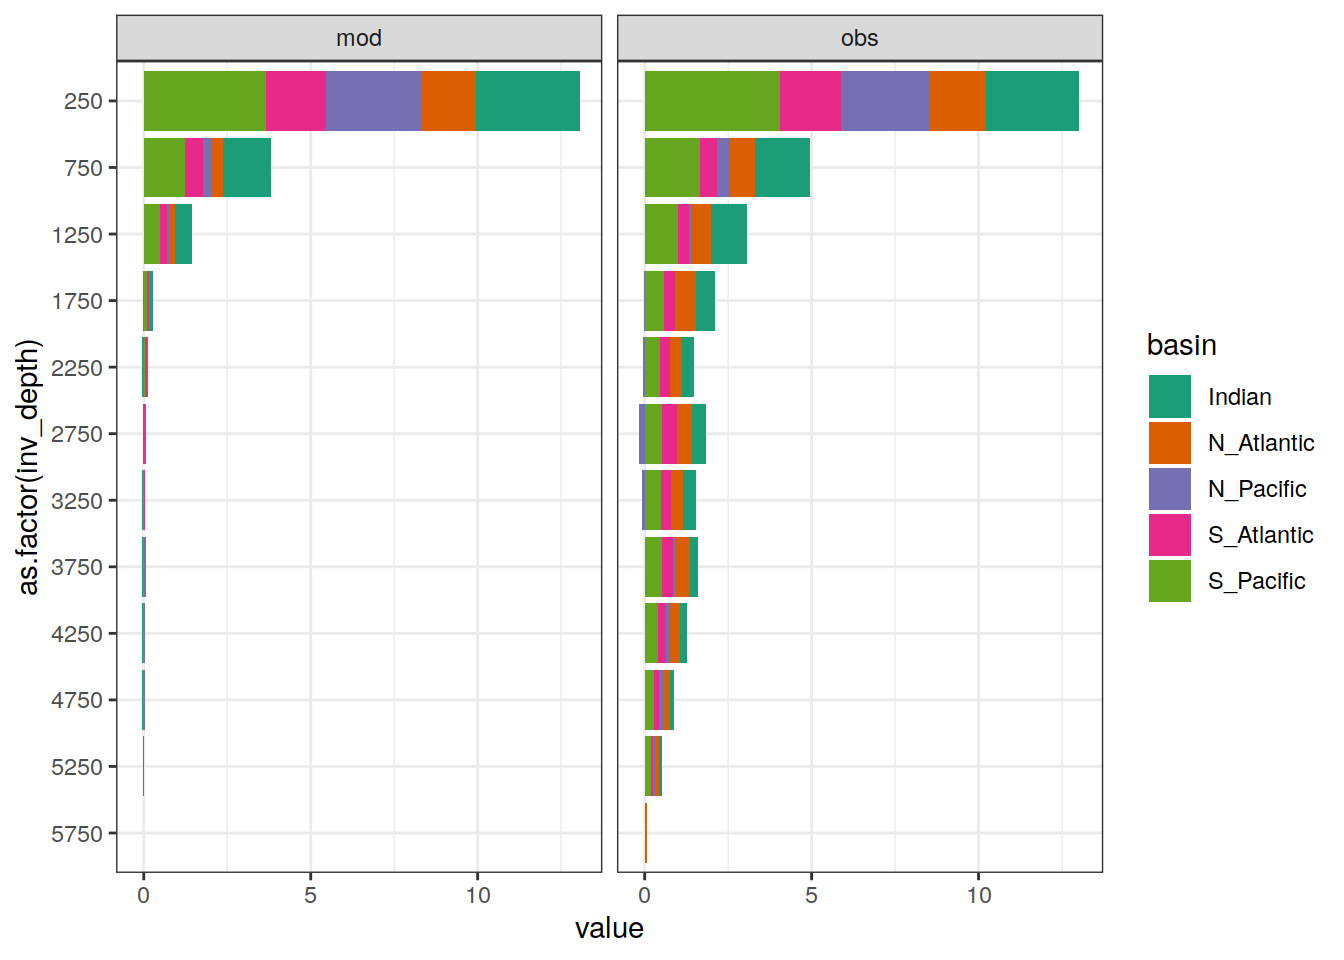 mod
obs
250
750
1250
1750
2250
2750
3250
3750
4250
4750
5250
5750
as.factor(inv_depth)
0
5
10
0
5
10
value
basin
Indian
N_Atlantic
N_Pacific
S_Atlantic
S_Pacific